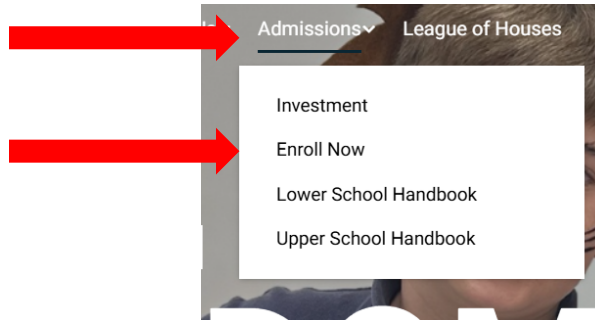 Admissions
League of Houses
Investment
Enroll Now
Lower School Handbook
Upper School Handbook